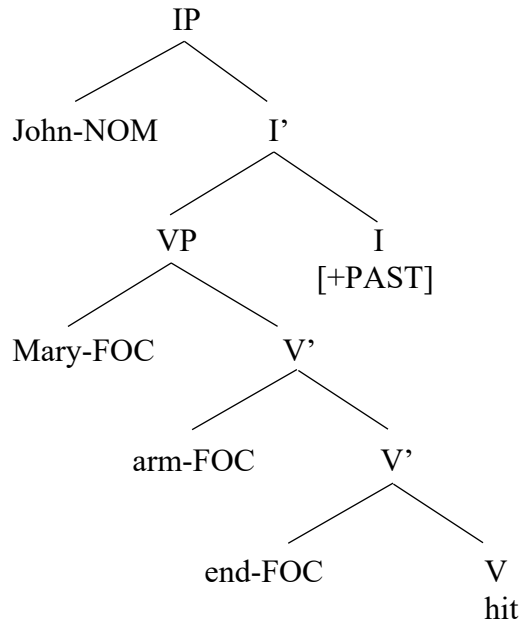 IP
John-NOM I’
VP I
[+PAST]
Mary-FOC V’
arm-FOC V’
end-FOC V
hit